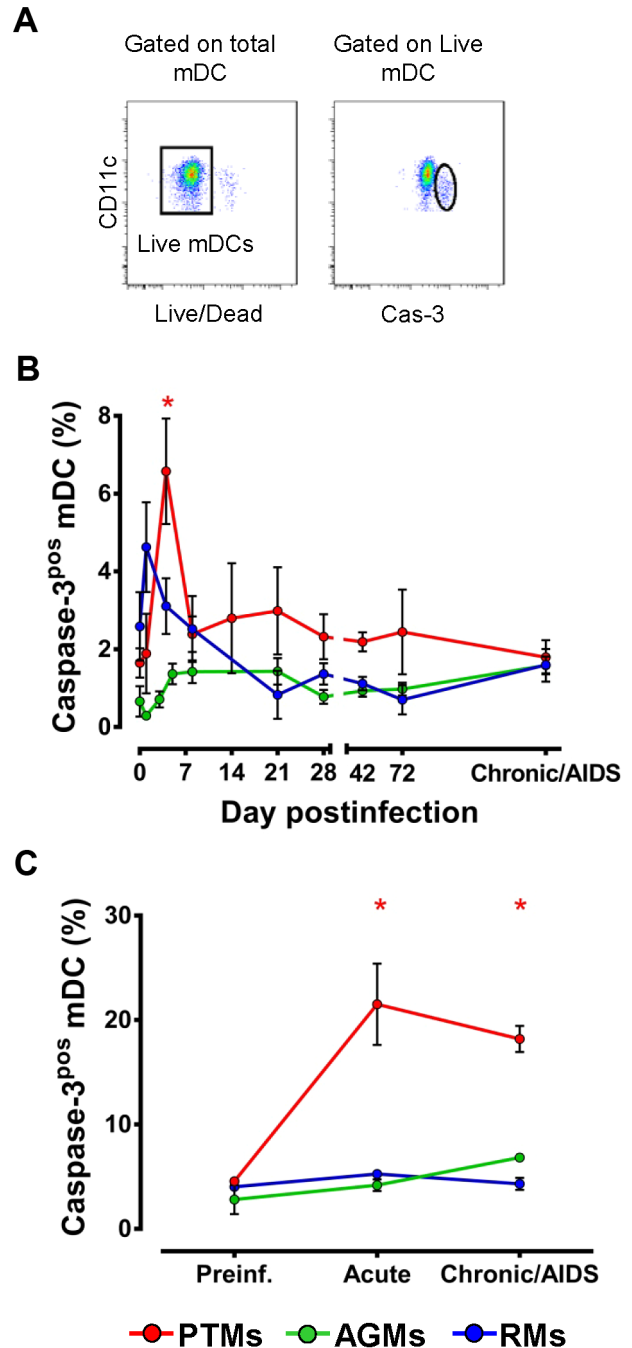 A
Gated on total mDC
Gated on Live mDC
CD11c
Live mDCs
Live/Dead
Cas-3
B
*
Caspase-3pos mDC (%)
8
6
4
2
0
0 7 14 21 28 42 72 Chronic/AIDS
Day postinfection
C
* *
Caspase-3pos mDC (%)
30
20
10
0
Preinf. Acute Chronic/AIDS
PTMs AGMs RMs